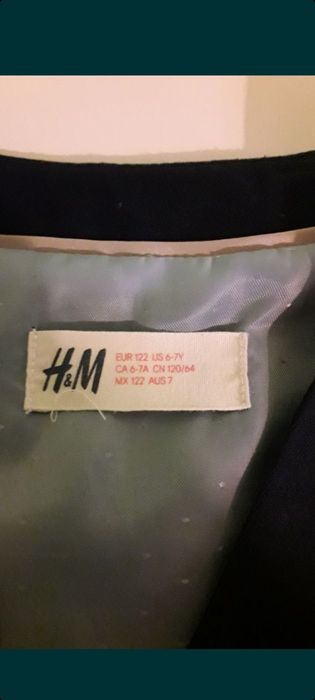 H&M
EUR 122 US 6-7Y
CA 6-7A CN 120/64
MX 122 AUS 7